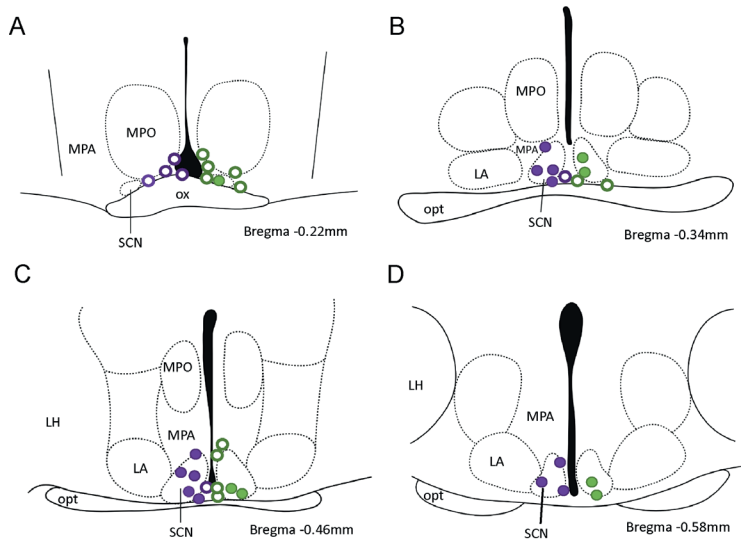 A
MPO
MPA
ox
SCN
Bregma -0.22mm
B
MPO
MPA
LA
opt
SCN
Bregma -0.34mm
C
MPO
LH
MPA
LA
opt
SCN
Bregma -0.46mm
D
LH
MPA
LA
opt
SCN
Bregma -0.58mm